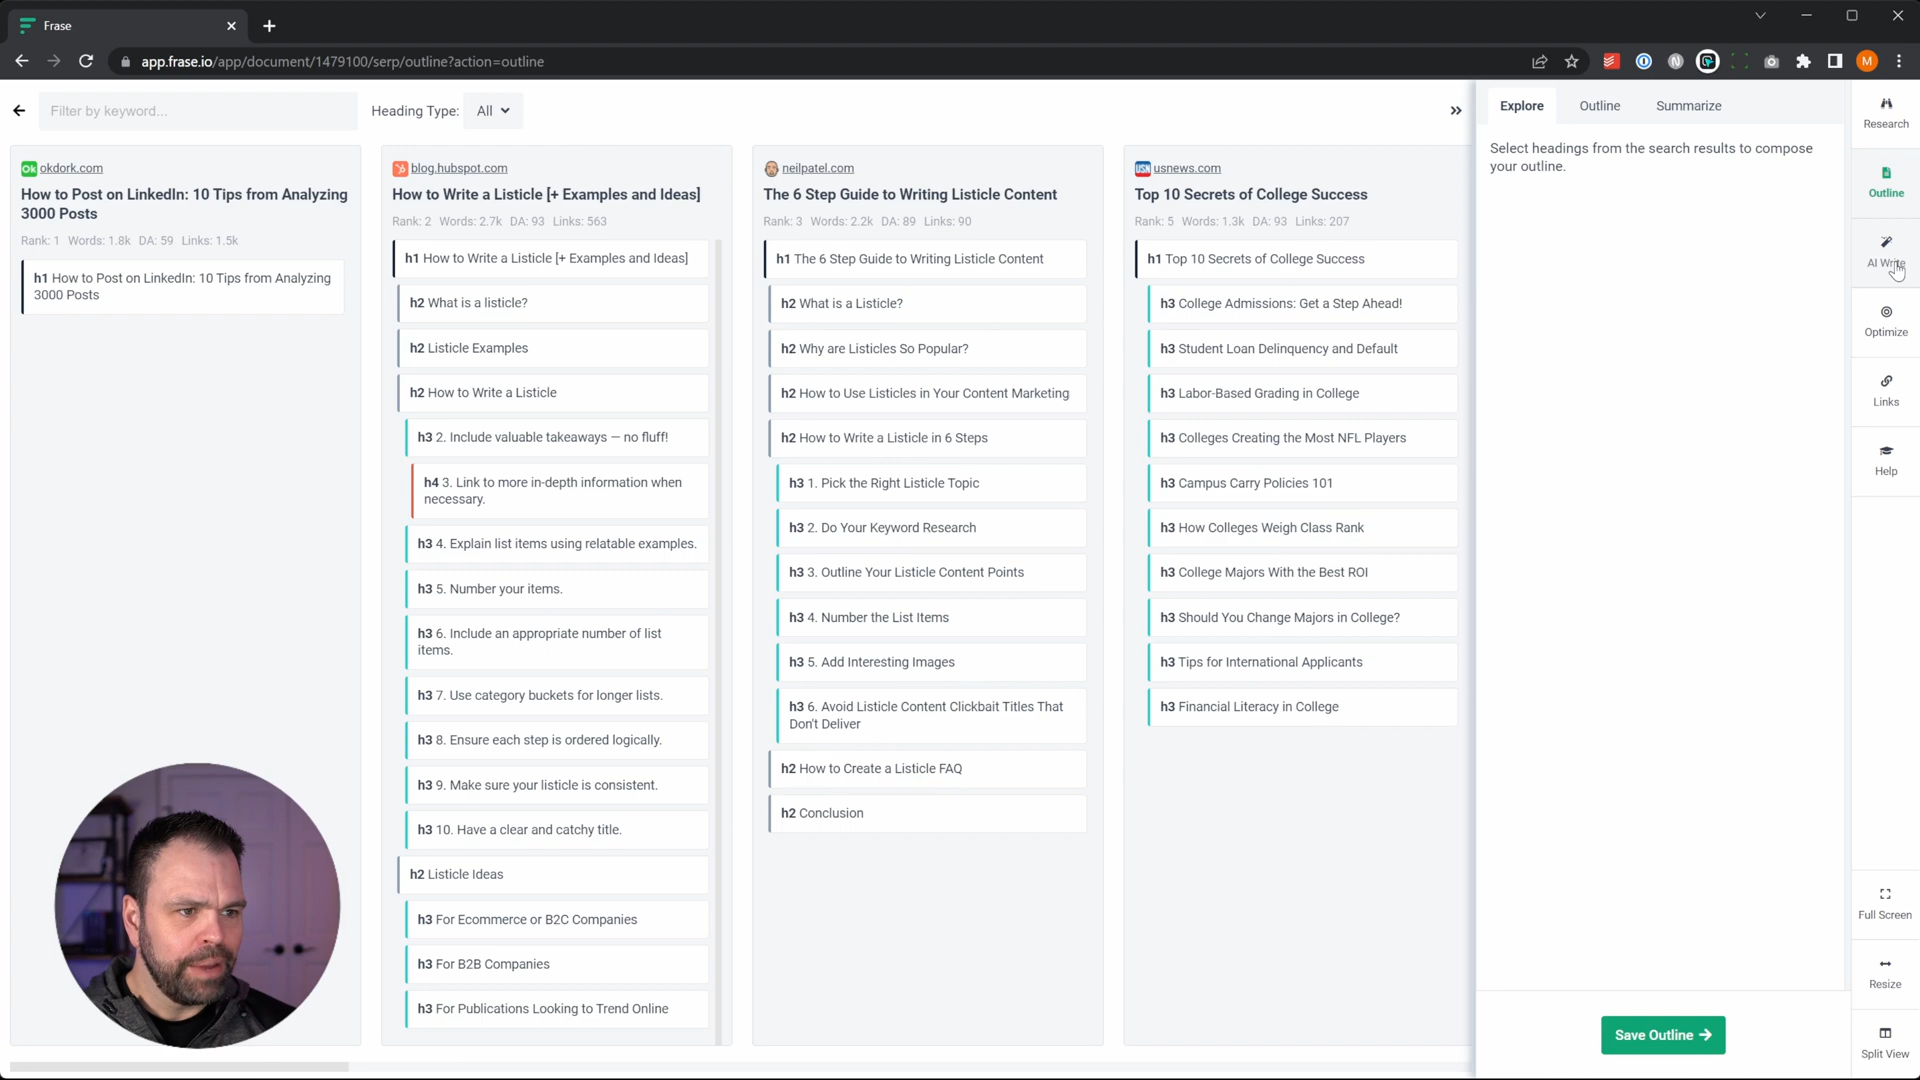 Frase
app.frase.io/app/document/1479100/serp/outline?action=outline
M
Filter by keyword...
Heading Type:
All
Ok okdork.com
How to Post on LinkedIn: 10 Tips from Analyzing
3000 Posts
Rank: 1 Words: 1.8k DA: 59 Links: 1.5k
h1 How to Post on LinkedIn: 10 Tips from Analyzing
3000 Posts
blog.hubspot.com
How to Write a Listicle [+ Examples and Ideas]
Rank: 2 Words: 2.7k DA: 93 Links: 563
h1 How to Write a Listicle [+ Examples and Ideas]
h2 What is a listicle?
h2 Listicle Examples
h2 How to Write a Listicle
h3 2. Include valuable takeaways — no fluff!
h4 3. Link to more in-depth information when
necessary.
h3 4. Explain list items using relatable examples.
h3 5. Number your items.
h3 6. Include an appropriate number of list
items.
h3 7. Use category buckets for longer lists.
h3 8. Ensure each step is ordered logically.
h3 9. Make sure your listicle is consistent.
h3 10. Have a clear and catchy title.
h2 Listicle Ideas
h3 For Ecommerce or B2C Companies
h3 For B2B Companies
h3 For Publications Looking to Trend Online
neilpatel.com
The 6 Step Guide to Writing Listicle Content
Rank: 3 Words: 2.2k DA: 89 Links: 90
h1 The 6 Step Guide to Writing Listicle Content
h2 What is a Listicle?
h2 Why are Listicles So Popular?
h2 How to Use Listicles in Your Content Marketing
h2 How to Write a Listicle in 6 Steps
h3 1. Pick the Right Listicle Topic
h3 2. Do Your Keyword Research
h3 3. Outline Your Listicle Content Points
h3 4. Number the List Items
h3 5. Add Interesting Images
h3 6. Avoid Listicle Content Clickbait Titles That
Don't Deliver
h2 How to Create a Listicle FAQ
h2 Conclusion
USN usnews.com
Top 10 Secrets of College Success
Rank: 5 Words: 1.3k DA: 93 Links: 207
h1 Top 10 Secrets of College Success
h3 College Admissions: Get a Step Ahead!
h3 Student Loan Delinquency and Default
h3 Labor-Based Grading in College
h3 Colleges Creating the Most NFL Players
h3 Campus Carry Policies 101
h3 How Colleges Weigh Class Rank
h3 College Majors With the Best ROI
h3 Should You Change Majors in College?
h3 Tips for International Applicants
h3 Financial Literacy in College
Explore
Outline
Summarize
Select headings from the search results to compose
your outline.
Save Outline
Research
Outline
AI Write
Optimize
Links
Help
Full Screen
Resize
Split View